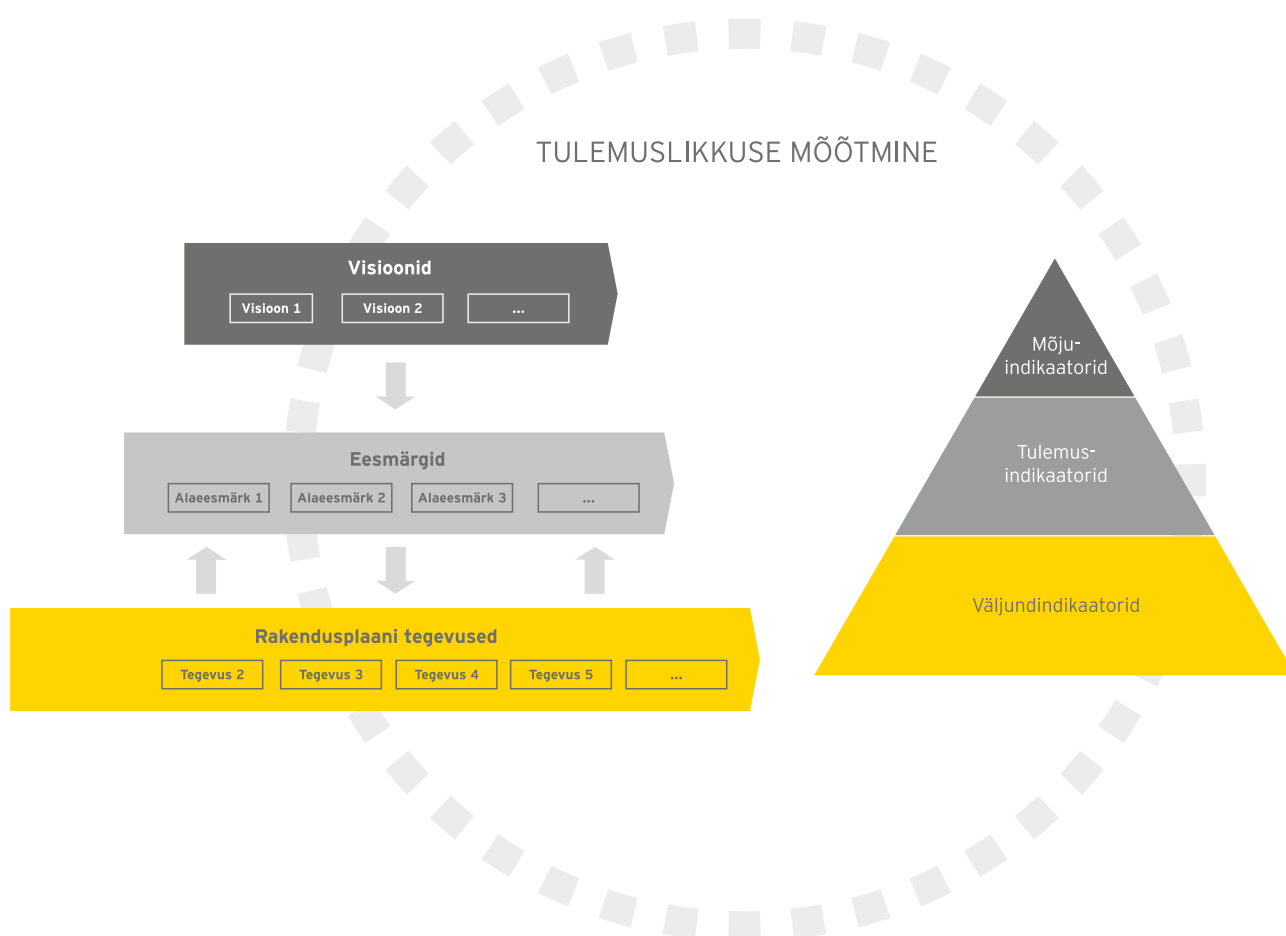 TULEMUSLIKKUSE MÕÕTMINE
Visioonid
Visioon 1
Visioon 2
...
Eesmärgid
Alaeesmärk 1
Alaeesmärk 2
Alaeesmärk 3
...
Rakendusplaani tegevused
Tegevus 2
Tegevus 3
Tegevus 4
Tegevus 5
...
Mõju-
indikaatorid
Tulemus-
indikaatorid
Väljundindikaatorid